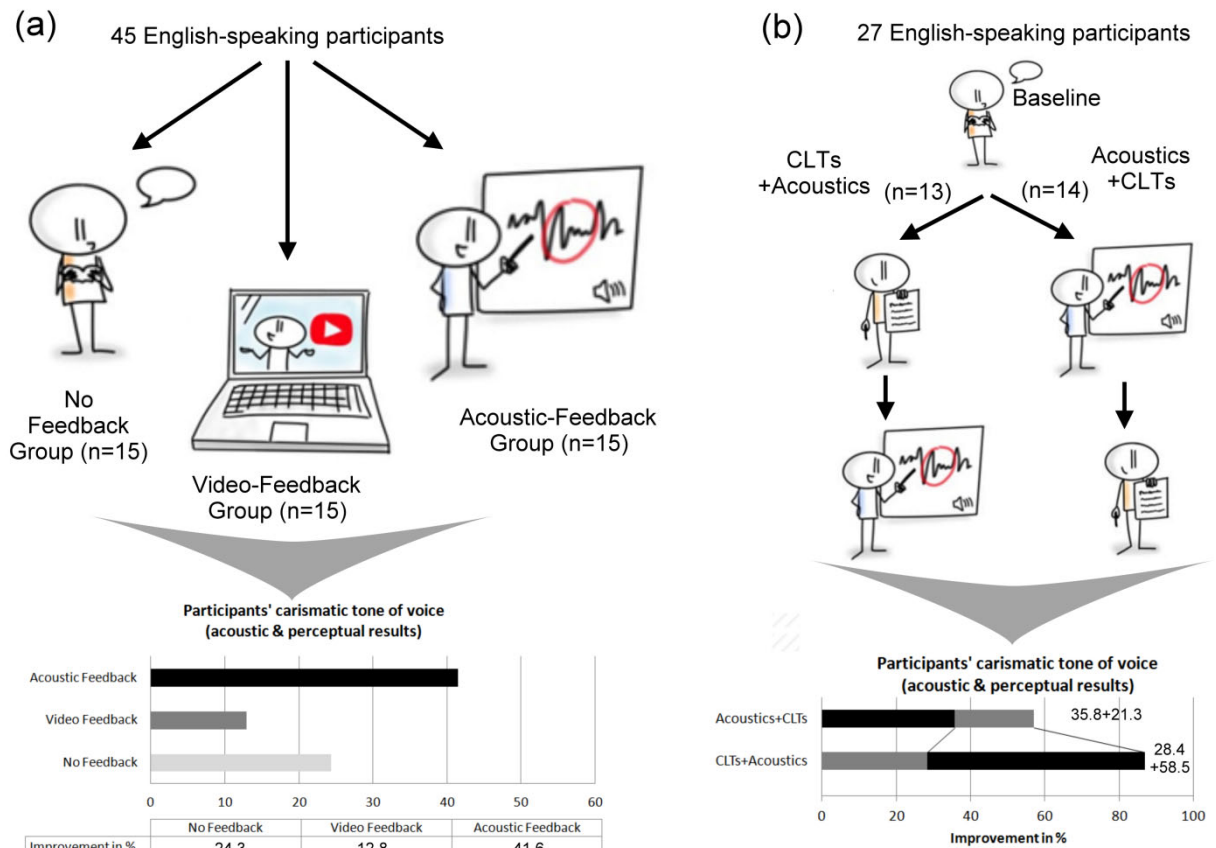 (a)
45 English-speaking participants
No
Feedback
Group (n=15)
Video-Feedback
Group (n=15)
Acoustic-Feedback
Group (n=15)
Participants' carismatic tone of voice
(acoustic & perceptual results)
Acoustic Feedback
Video Feedback
No Feedback
0 10 20 30 40 50 60
No Feedback Video Feedback Acoustic Feedback
Improvement in % 24.3 12.8 41.6
(b)
27 English-speaking participants
Baseline
CLTs
+Acoustics
(n=13)
(n=14)
Acoustics
+CLTs
Participants' carismatic tone of voice
(acoustic & perceptual results)
Acoustics+CLTs
35.8+21.3
CLTs+Acoustics
28.4
+58.5
0 20 40 60 80 100
Improvement in %